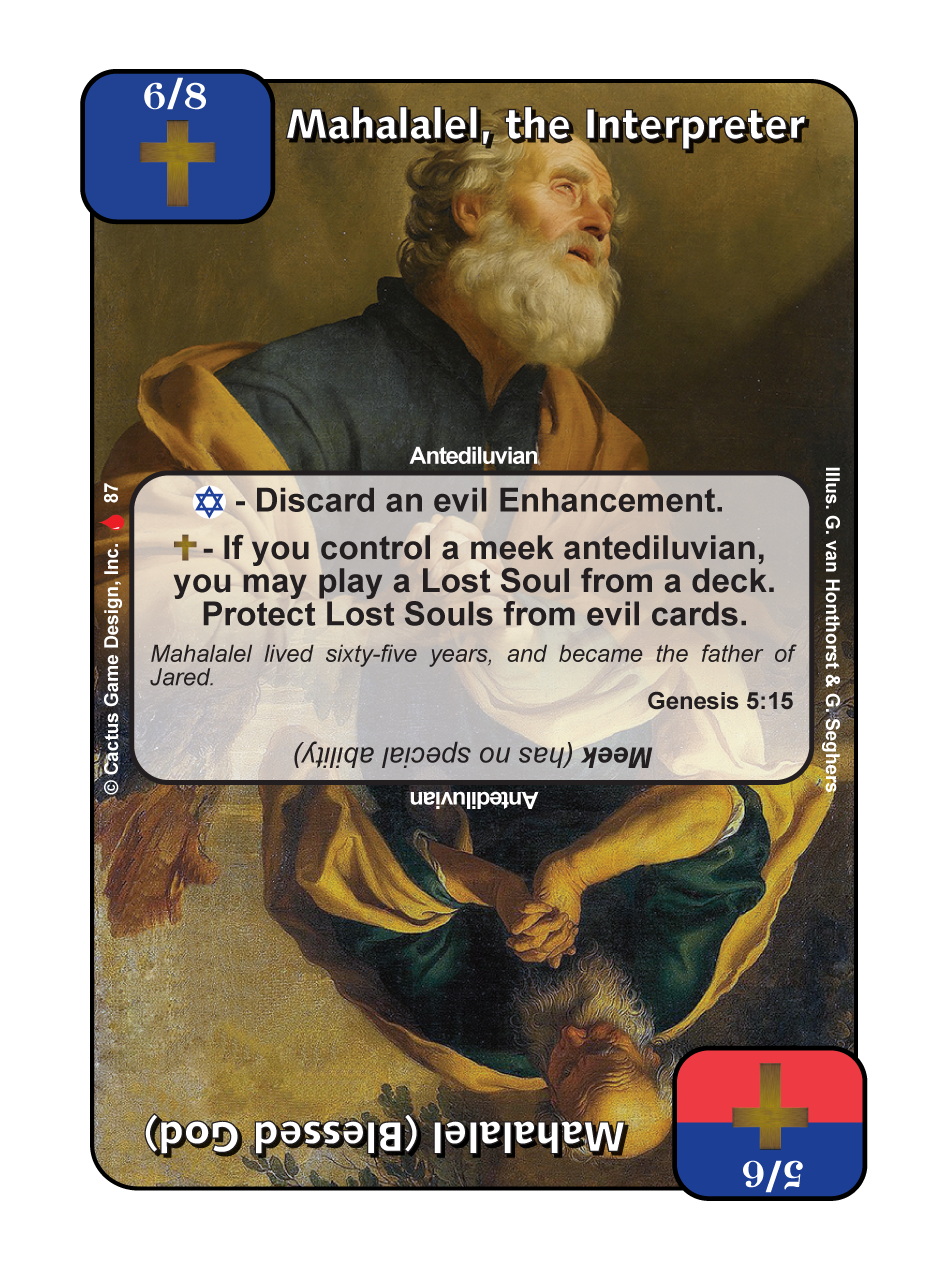 6/8
Mahalalel, the Interpreter
Antediluvian
- Discard an evil Enhancement.
- If you control a meek antediluvian,
you may play a Lost Soul from a deck.
Protect Lost Souls from evil cards.
Mahalalel lived sixty-five years, and became the father of
Jared.
Genesis 5:15
© Cactus Game Design, Inc. 87
Illus. G. van Honthorst & G. Seghers
5/6
Mahalalel (Blessed God)
Antediluvian
Meek (has no special ability)